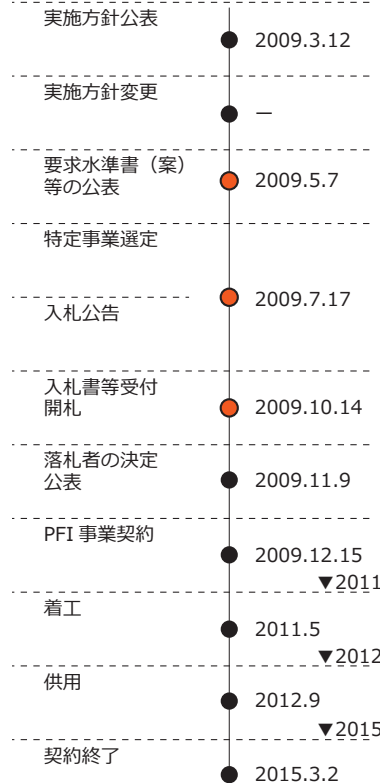 実施方針公表
2009.3.12
実施方針変更
—
要求水準書（案）
等の公表
2009.5.7
特定事業選定
2009.7.17
入札公告
入札書等受付
開札
2009.10.14
落札者の決定
公表
2009.11.9
PFI 事業契約
2009.12.15
▼2011
着工
2011.5
▼2012
供用
2012.9
▼2015
契約終了
2015.3.2